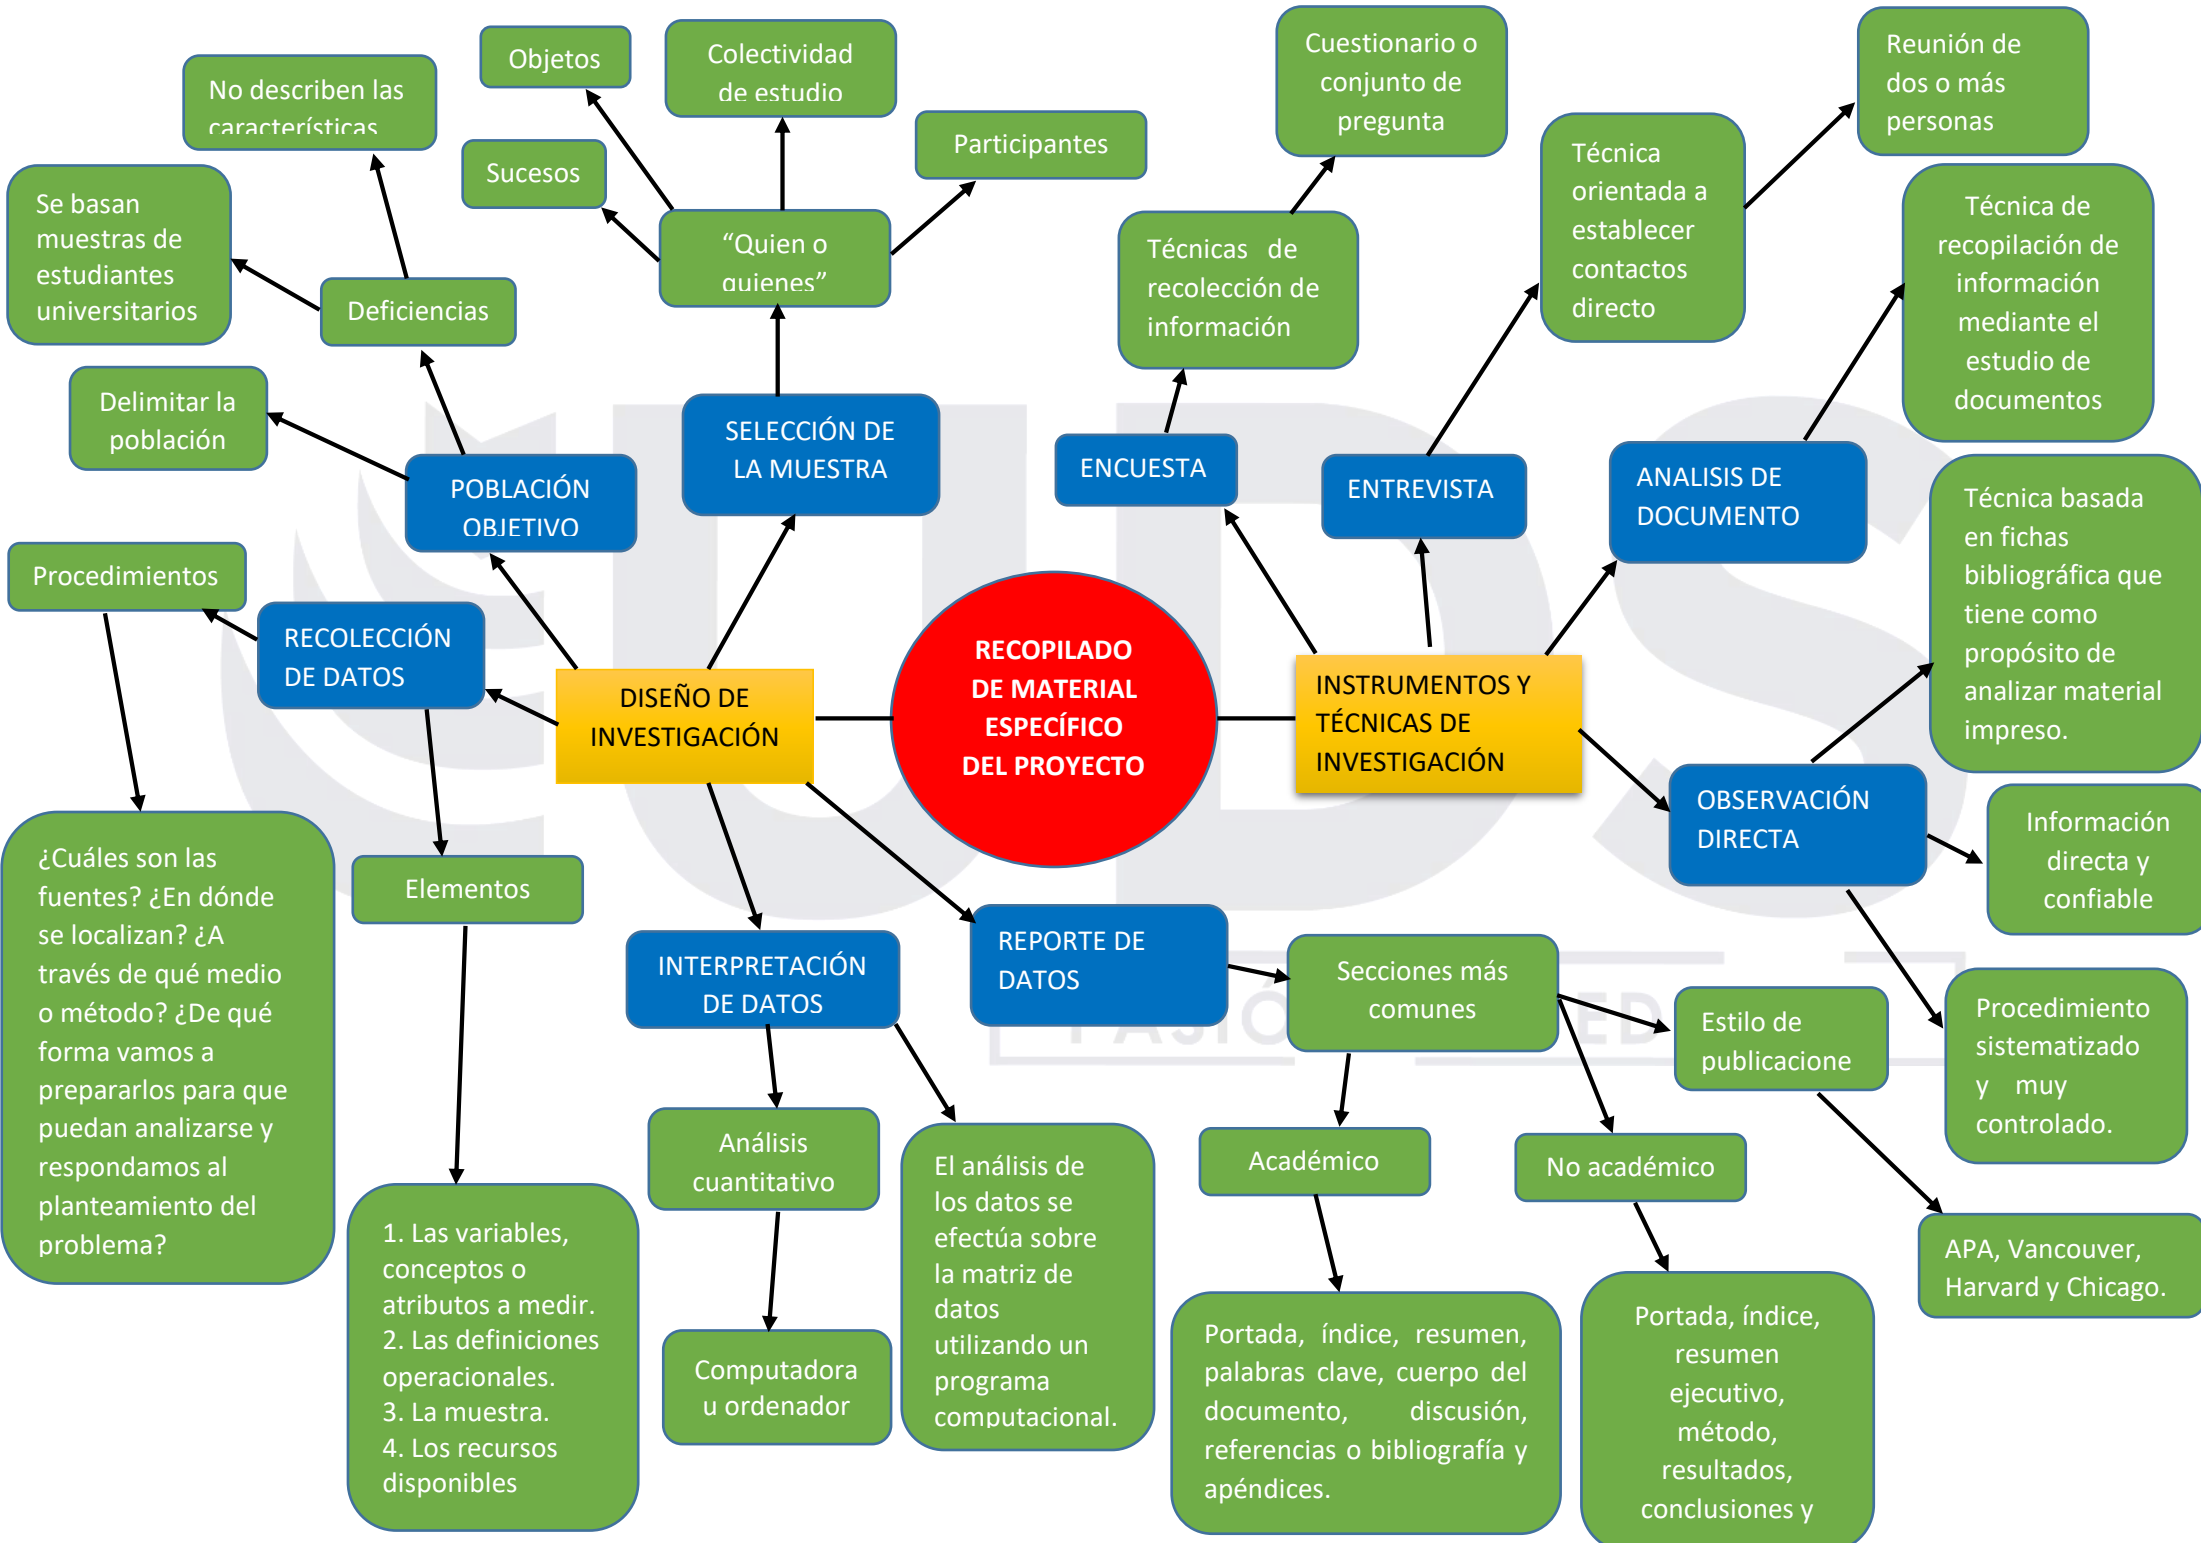 Objetos
Colectividad
de estudio
Cuestionario o
conjunto de
pregunta
Reunión de
dos o más
personas
No describen las
características
Participantes
Sucesos
Técnica
orientada a
establecer
contactos
directo
Se basan
muestras de
estudiantes
universitarios
"Quien o
quienes"
Técnicas de
recolección de
información
Técnica de
recopilación de
información
mediante el
estudio de
documentos
Deficiencias
Delimitar la
población
SELECCIÓN DE
LA MUESTRA
ENCUESTA
ENTREVISTA
ANALISIS DE
DOCUMENTO
POBLACIÓN
OBJETIVO
Técnica basada
en fichas
bibliográfica que
tiene como
propósito de
analizar material
impreso.
Procedimientos
RECOLECCIÓN
DE DATOS
DISEÑO DE
INVESTIGACIÓN
RECOPILADO
DE MATERIAL
ESPECÍFICO
DEL PROYECTO
INSTRUMENTOS Y
TÉCNICAS DE
INVESTIGACIÓN
OBSERVACIÓN
DIRECTA
Información
directa y
confiable
¿Cuáles son las
fuentes? ¿En dónde
se localizan? ¿A
través de qué medio
o método? ¿De qué
forma vamos a
prepararlos para que
puedan analizarse y
respondamos al
planteamiento del
problema?
Elementos
INTERPRETACIÓN
DE DATOS
REPORTE DE
DATOS
Secciones más
comunes
Estilo de
publicacione
Procedimiento
sistematizado
y muy
controlado.
Análisis
cuantitativo
El análisis de
los datos se
efectúa sobre
la matriz de
datos
utilizando un
programa
computacional.
Académico
No académico
1. Las variables,
conceptos o
atributos a medir.
2. Las definiciones
operacionales.
3. La muestra.
4. Los recursos
disponibles
Computadora
u ordenador
Portada, índice, resumen,
palabras clave, cuerpo del
documento, discusión,
referencias o bibliografía y
apéndices.
Portada, índice,
resumen
ejecutivo,
método,
resultados,
conclusiones y
APA, Vancouver,
Harvard y Chicago.
UDS